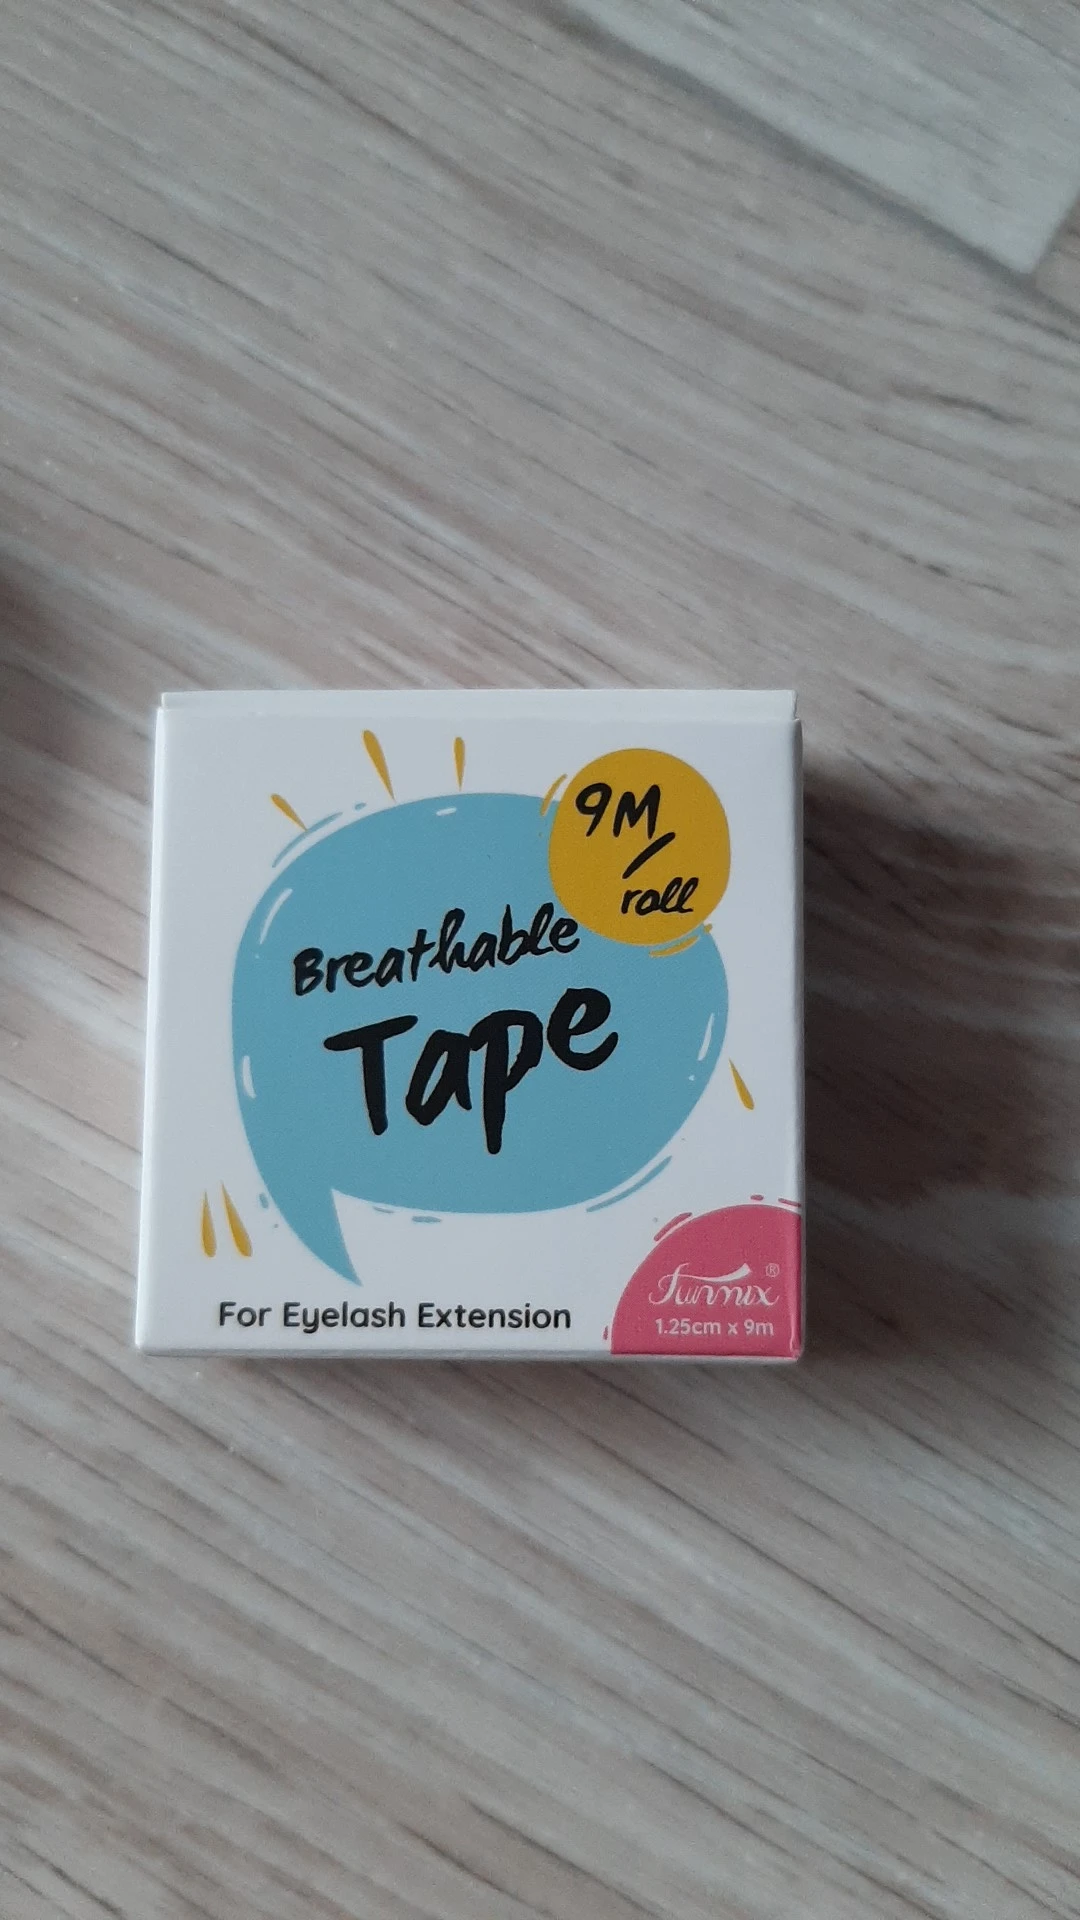 9M
/
roll
Breathable
Tape
For Eyelash Extension
Funmix®
1.25cm x 9m